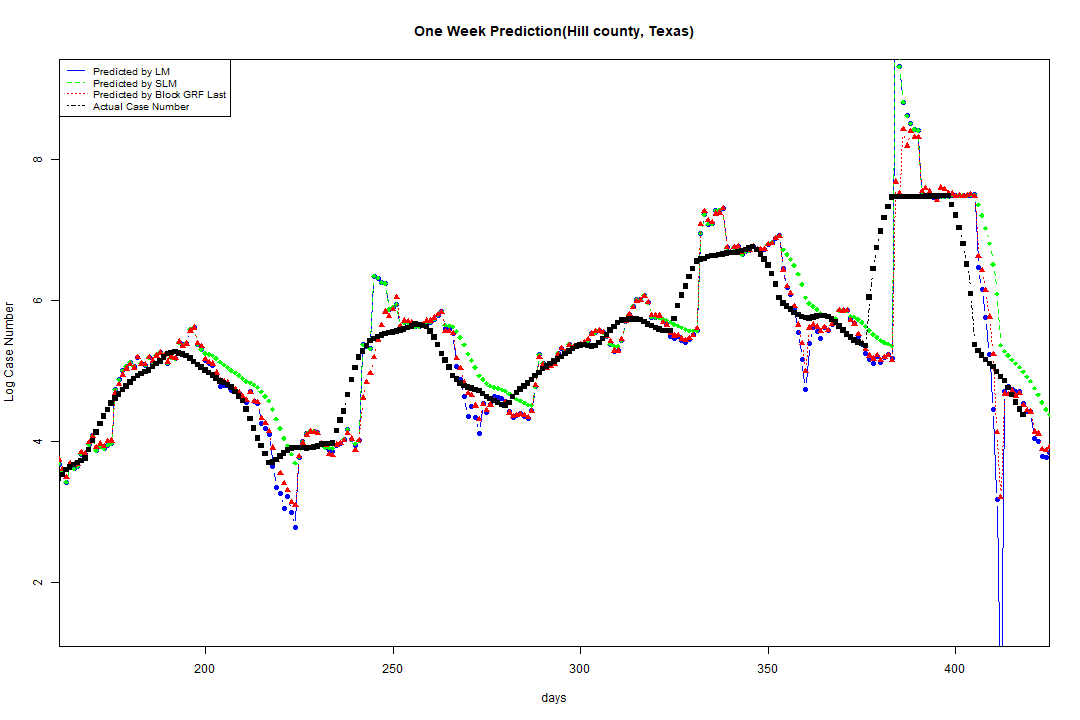 One Week Prediction(Hill county, Texas)
Predicted by LM
Predicted by SLM
Predicted by Block GRF Last
Actual Case Number
8
6
4
2
Log Case Number
200 250 300 350 400
days